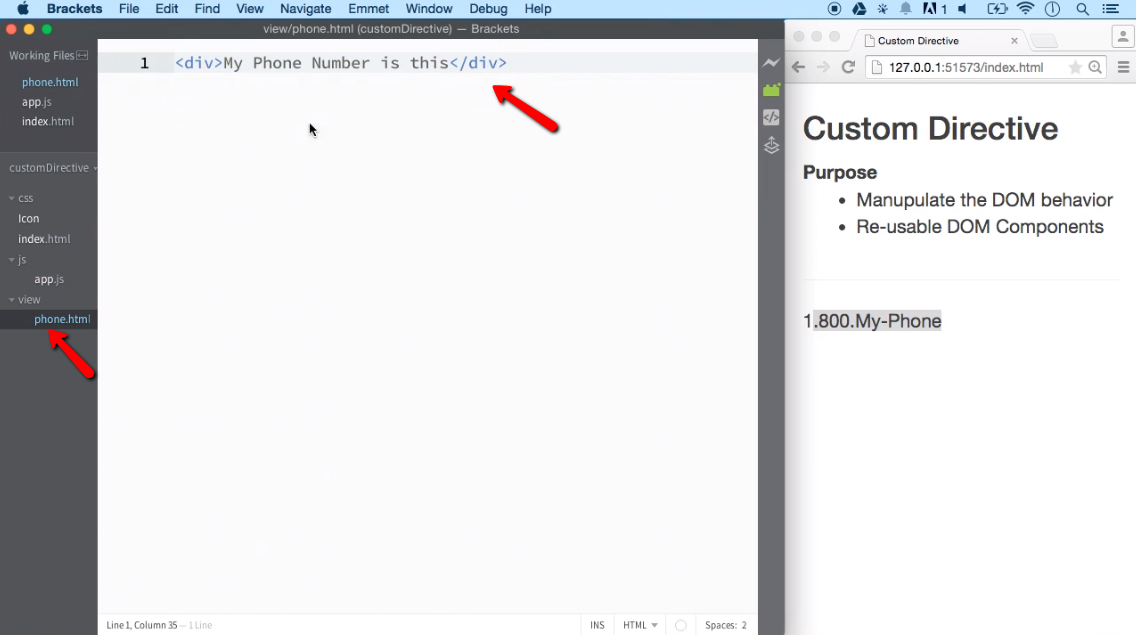 Brackets File Edit Find View Navigate Emmet Window Debug Help 1
view/phone.html (customDirective) — Brackets
Working Files
phone.html
app.js
index.html
customDirective
css
Icon
index.html
js
app.js
view
phone.html
1 <div>My Phone Number is this</div>
Line 1, Column 35 — 1 Line
INS HTML Spaces: 2
Custom Directive
127.0.0.1:51573/index.html
Custom Directive
Purpose
• Manupulate the DOM behavior
• Re-usable DOM Components
1.800.My-Phone